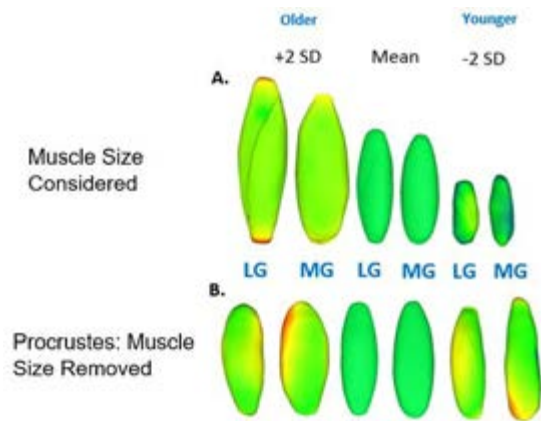 Older Younger
+2 SD Mean -2 SD
A.
Muscle Size
Considered
LG MG LG MG LG MG
B.
Procrustes: Muscle
Size Removed